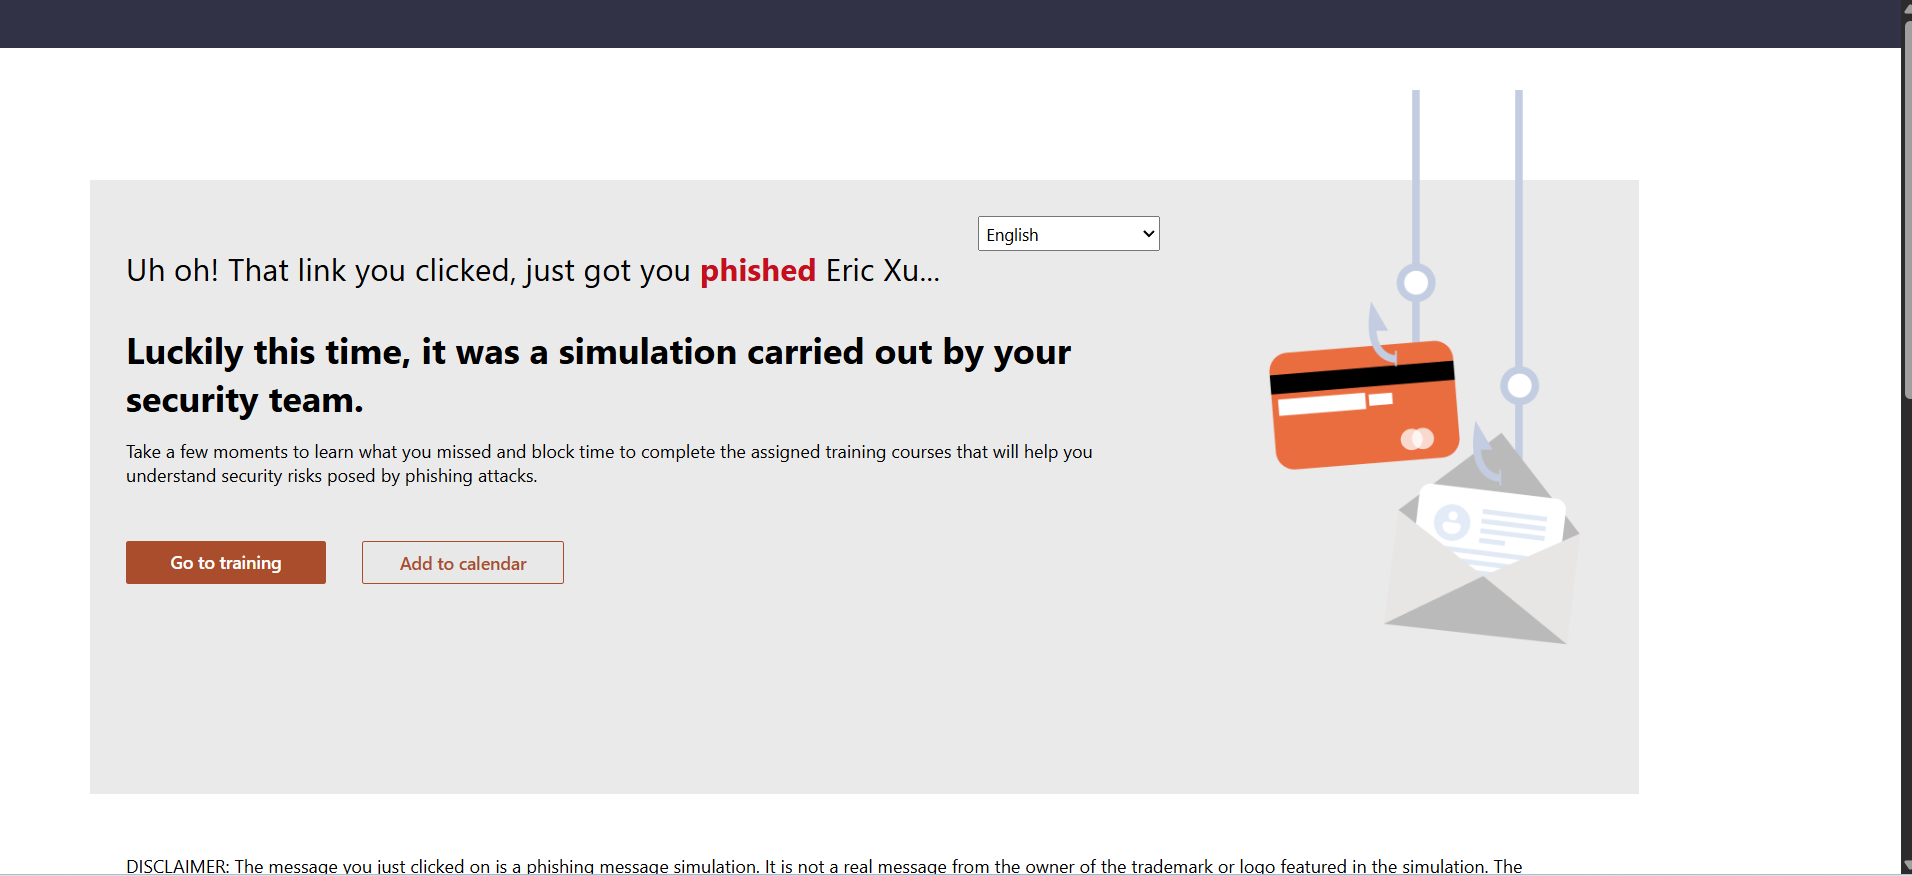 English
Uh oh! That link you clicked, just got you phished Eric Xu...
Luckily this time, it was a simulation carried out by your
security team.
Take a few moments to learn what you missed and block time to complete the assigned training courses that will help you
understand security risks posed by phishing attacks.
Go to training
Add to calendar
DISCLAIMER: The message you just clicked on is a phishing message simulation. It is not a real message from the owner of the trademark or logo featured in the simulation. The